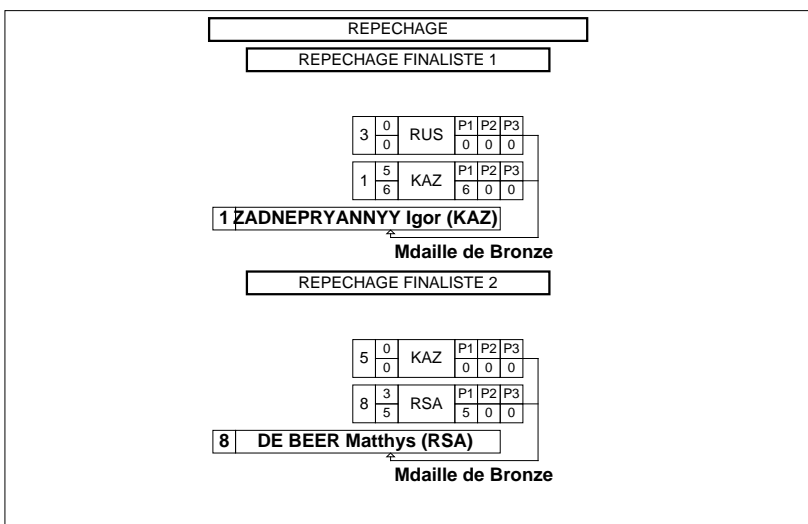 REPECHAGE
REPECHAGE FINALISTE 1
3 0 RUS P1 P2 P3
0 0 0 0
1 5 KAZ P1 P2 P3
6 6 0 0
1 ZADNEPRYANNYY Igor (KAZ)
Mdaille de Bronze
REPECHAGE FINALISTE 2
5 0 KAZ P1 P2 P3
0 0 0 0
8 3 RSA P1 P2 P3
5 5 0 0
8 DE BEER Matthys (RSA)
Mdaille de Bronze